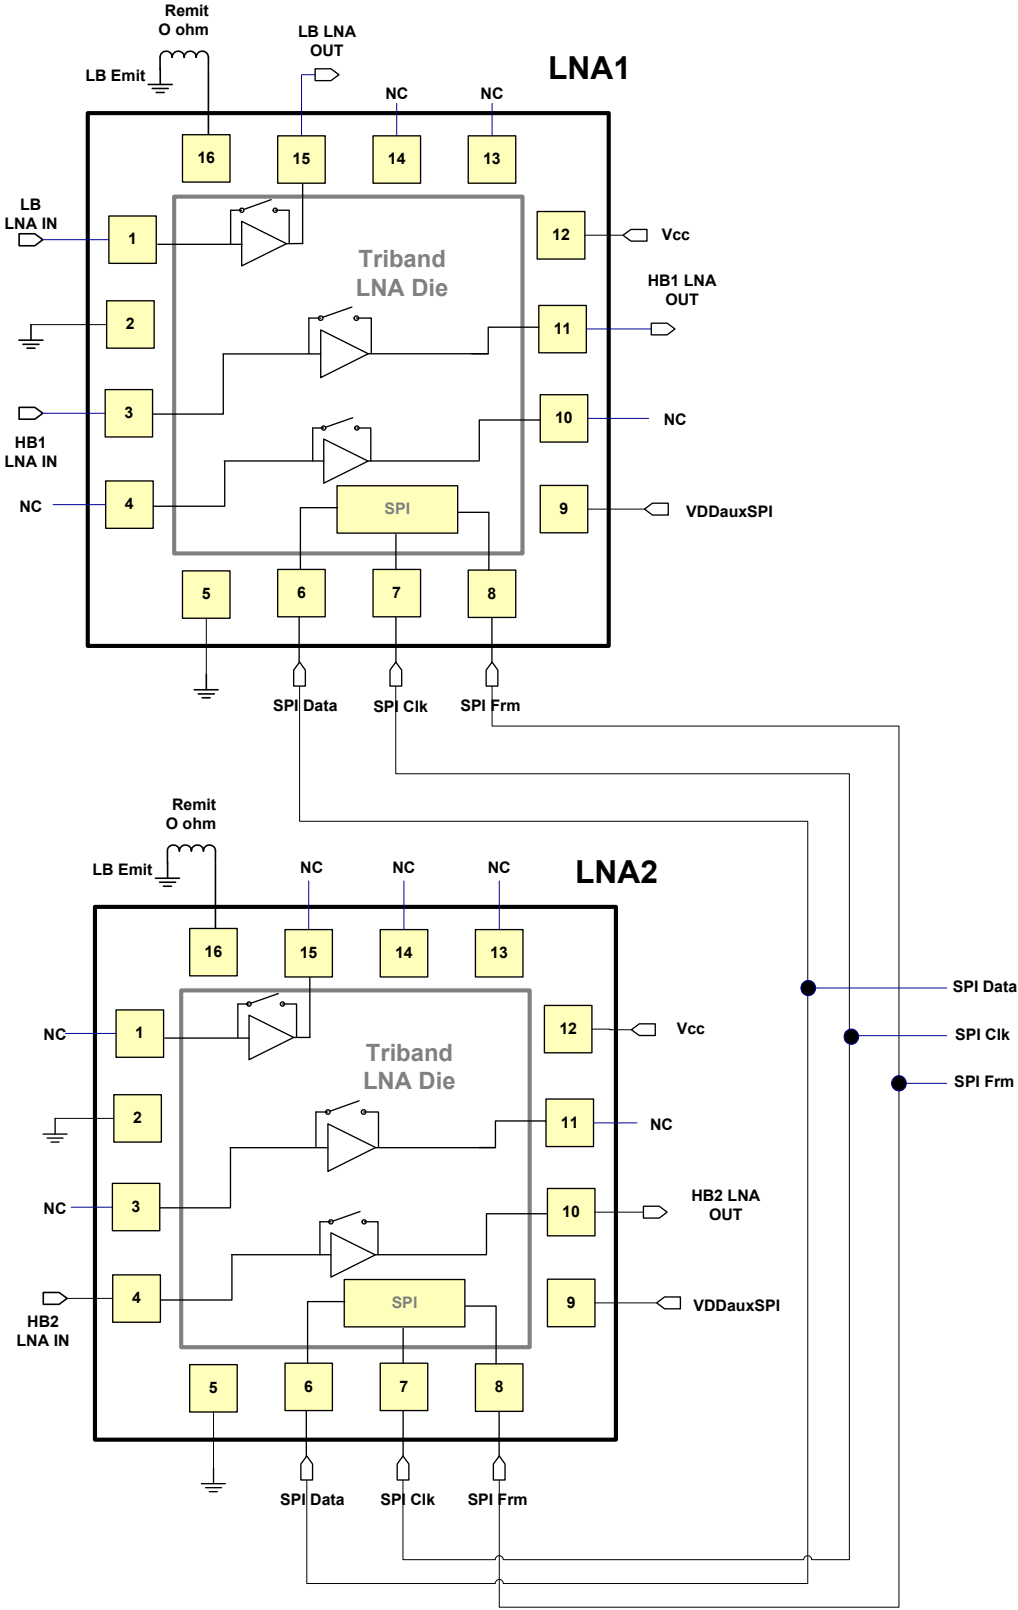 Remit
O ohm
LB LNA
OUT
LNA1
LB Emit
NC
NC
16
15
14
13
LB
LNA IN
1
12
Vcc
Triband
LNA Die
HB1 LNA
OUT
2
11
3
10
NC
HB1
LNA IN
NC
4
SPI
9
VDDauxSPI
5
6
7
8
SPI Data
SPI Clk
SPI Frm
Remit
O ohm
LB Emit
NC
NC
NC
LNA2
16
15
14
13
SPI Data
NC
1
12
Vcc
SPI Clk
Triband
LNA Die
SPI Frm
2
11
NC
NC
3
10
HB2 LNA
OUT
4
SPI
9
VDDauxSPI
HB2
LNA IN
5
6
7
8
SPI Data
SPI Clk
SPI Frm